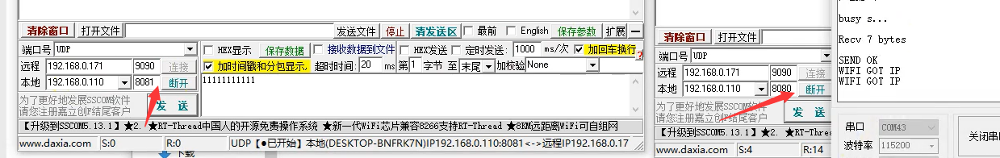 清除窗口 打开文件 发送文件 停止 清发送区 最前 English 保存参数 扩展 —
端口号 UDP HEX显示 保存数据 接收数据到文件 HEX发送 定时发送: 1000 ms/次 加回车换行
远程 192.168.0.171 9090 连接 加时间戳和分包显示, 超时时间: 20 ms 第 1 字节 至 末尾 加校验 None ?
本地 192.168.0.110 8081 断开 11111111111
为了更好地发展SSCOM软件
请您注册嘉立创F结尾客户
发 送
【升级到SSCOM5.13.1】★2. ★RT-Thread中国人的开源免费操作系统 ★新一代WiFi芯片兼容8266支持RT-Thread ★8KM远距离WiFi可自组网
www.daxia.com S:0 R:0 UDP【●已开始】本地(DESKTOP-BNFRK7N)IP192.168.0.110:8081<->远程IP192.168.0.17
下载
清除窗口 打开文件
端口号 UDP
远程 192.168.0.171 9090 连接
本地 192.168.0.110 8080 断开
为了更好地发展SSCOM软件
请您注册嘉立创F结尾客户
发 送
【升级到SSCOM5.13.1】★2. ★RT
www.daxia.com S:4 R:14
busy s...
Recv 7 bytes
SEND OK
WIFI GOT IP
WIFI GOT IP
串口 COM43
波特率 115200
关闭串